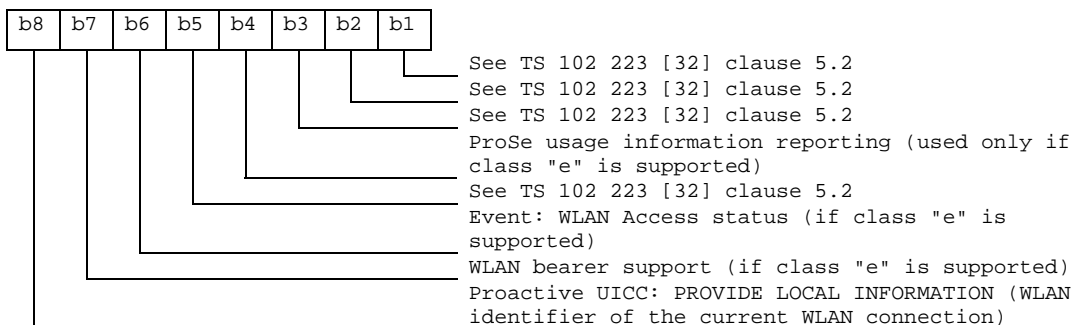 b8 b7 b6 b5 b4 b3 b2 b1
See TS 102 223 [32] clause 5.2
See TS 102 223 [32] clause 5.2
See TS 102 223 [32] clause 5.2
ProSe usage information reporting (used only if
class "e" is supported)
See TS 102 223 [32] clause 5.2
Event: WLAN Access status (if class "e" is
supported)
WLAN bearer support (if class "e" is supported)
Proactive UICC: PROVIDE LOCAL INFORMATION (WLAN
identifier of the current WLAN connection)